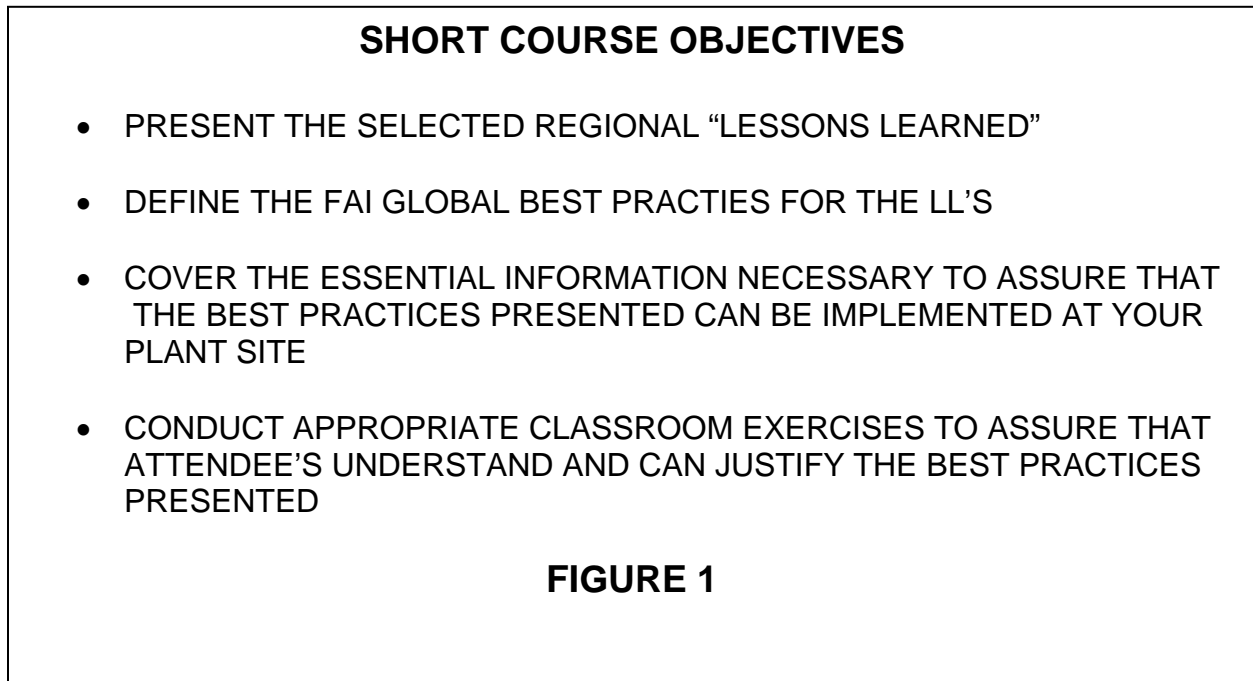 SHORT COURSE OBJECTIVES
• PRESENT THE SELECTED REGIONAL “LESSONS LEARNED”
• DEFINE THE FAI GLOBAL BEST PRACTIES FOR THE LL’S
• COVER THE ESSENTIAL INFORMATION NECESSARY TO ASSURE THAT
THE BEST PRACTICES PRESENTED CAN BE IMPLEMENTED AT YOUR
PLANT SITE
• CONDUCT APPROPRIATE CLASSROOM EXERCISES TO ASSURE THAT
ATTENDEE’S UNDERSTAND AND CAN JUSTIFY THE BEST PRACTICES
PRESENTED
FIGURE 1